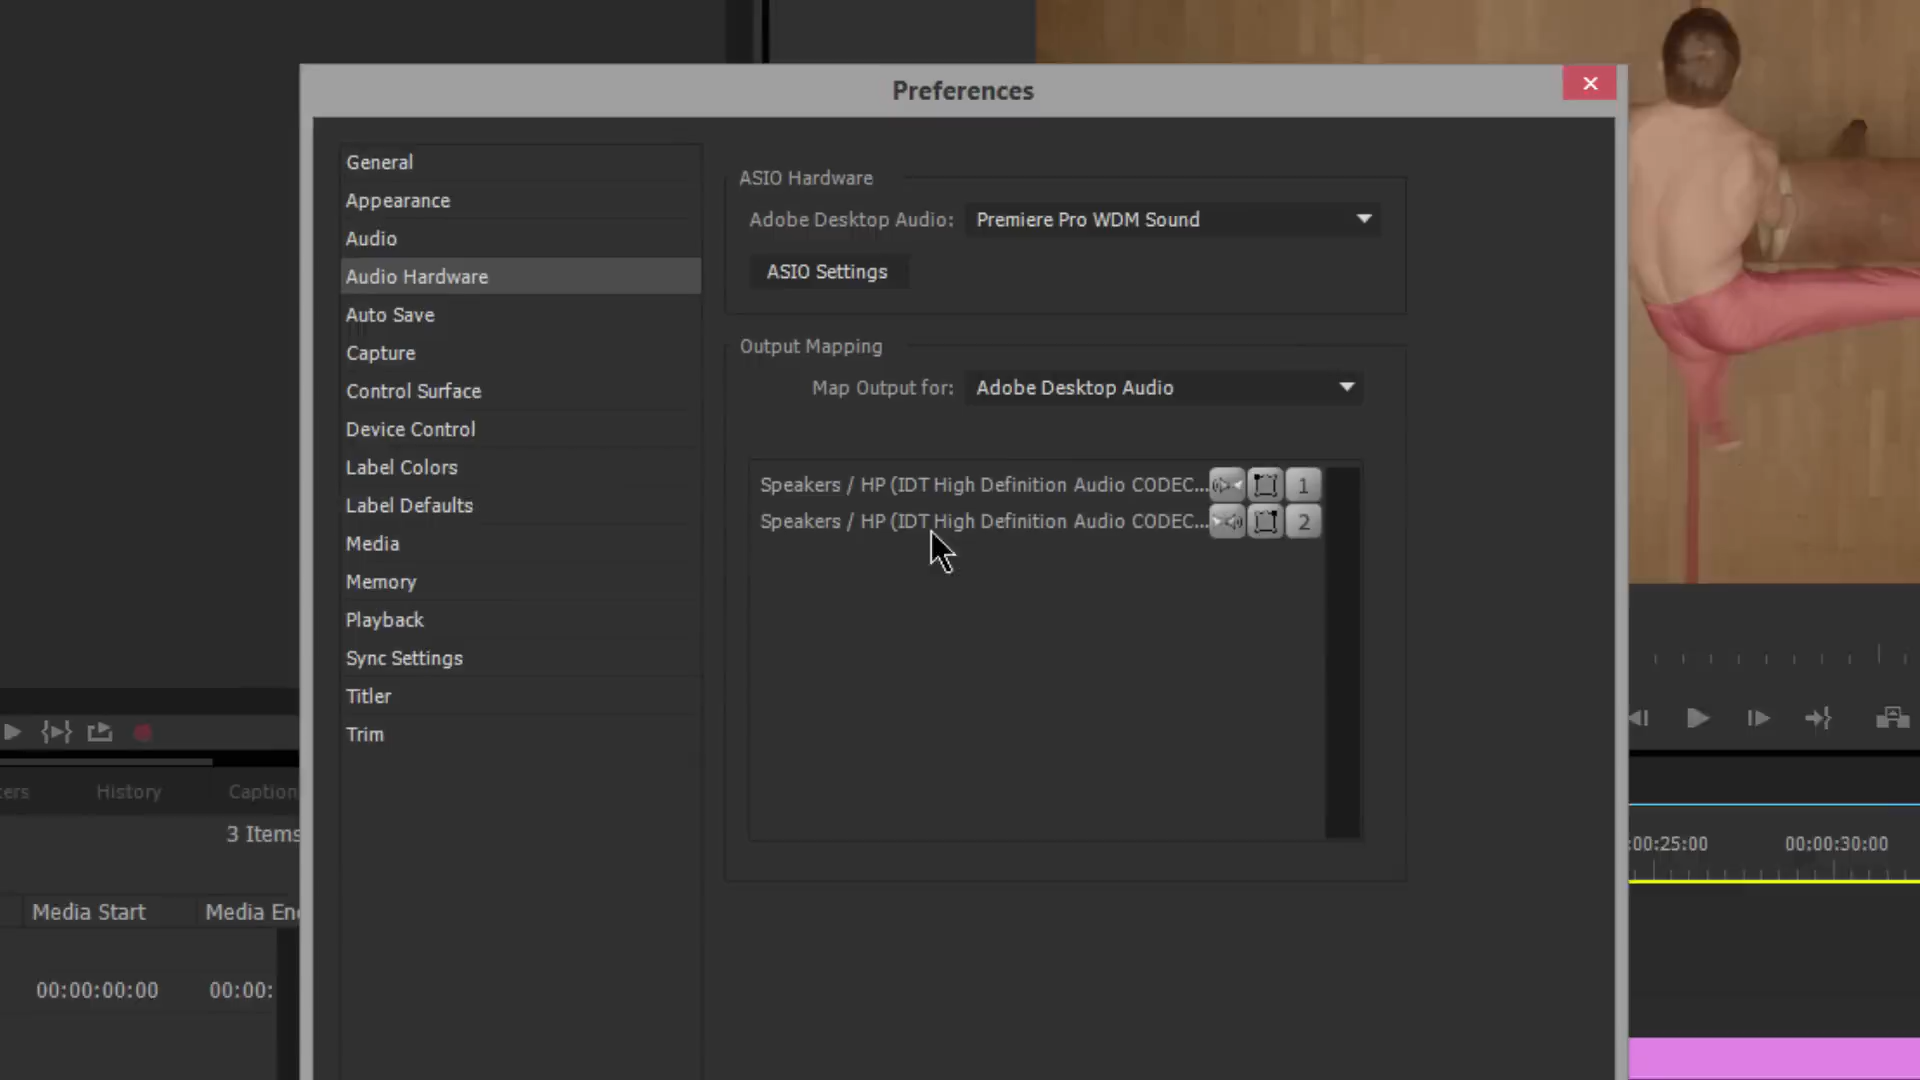 Preferences
General
Appearance
Audio
Audio Hardware
Auto Save
Capture
Control Surface
Device Control
Label Colors
Label Defaults
Media
Memory
Playback
Sync Settings
Titler
Trim
ASIO Hardware
Adobe Desktop Audio: Premiere Pro WDM Sound
ASIO Settings
Output Mapping
Map Output for: Adobe Desktop Audio
Speakers / HP (IDT High Definition Audio CODEC... 1
Speakers / HP (IDT High Definition Audio CODEC... 2
ers History Caption
3 Items
Media Start Media En
00:00:00:00 00:00:
:00:25:00 00:00:30:00